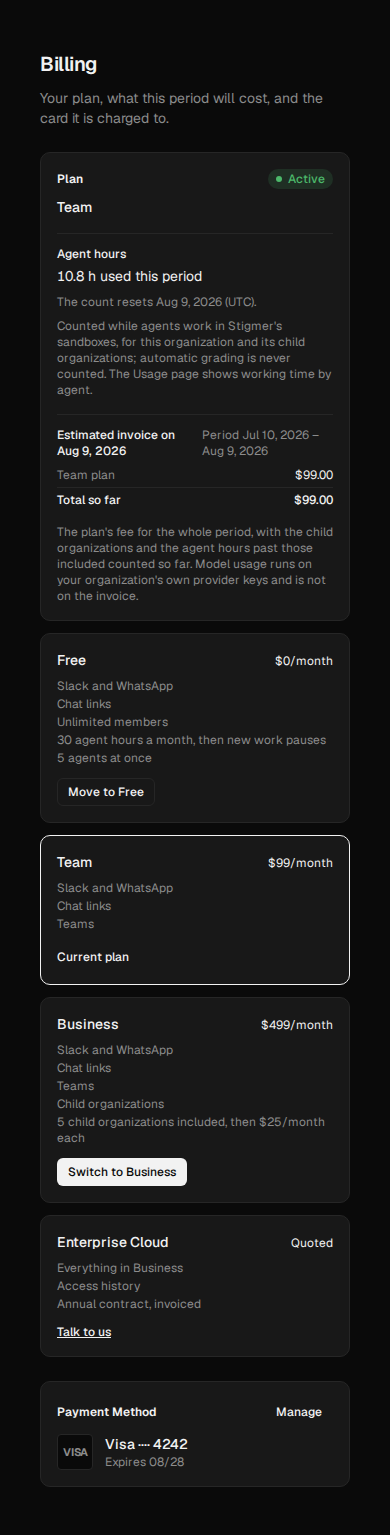 Billing
Your plan, what this period will cost, and the
card it is charged to.
Plan
Active
Team
Agent hours
10.8 h used this period
The count resets Aug 9, 2026 (UTC).
Counted while agents work in Stigmer's
sandboxes, for this organization and its child
organizations; automatic grading is never
counted. The Usage page shows working time by
agent.
Estimated invoice on
Aug 9, 2026
Period Jul 10, 2026 –
Aug 9, 2026
Team plan $99.00
Total so far $99.00
The plan's fee for the whole period, with the child
organizations and the agent hours past those
included counted so far. Model usage runs on
your organization's own provider keys and is not
on the invoice.
Free $0/month
Slack and WhatsApp
Chat links
Unlimited members
30 agent hours a month, then new work pauses
5 agents at once
Move to Free
Team $99/month
Slack and WhatsApp
Chat links
Teams
Current plan
Business $499/month
Slack and WhatsApp
Chat links
Teams
Child organizations
5 child organizations included, then $25/month
each
Switch to Business
Enterprise Cloud Quoted
Everything in Business
Access history
Annual contract, invoiced
Talk to us
Payment Method Manage
VISA
Visa ···· 4242
Expires 08/28